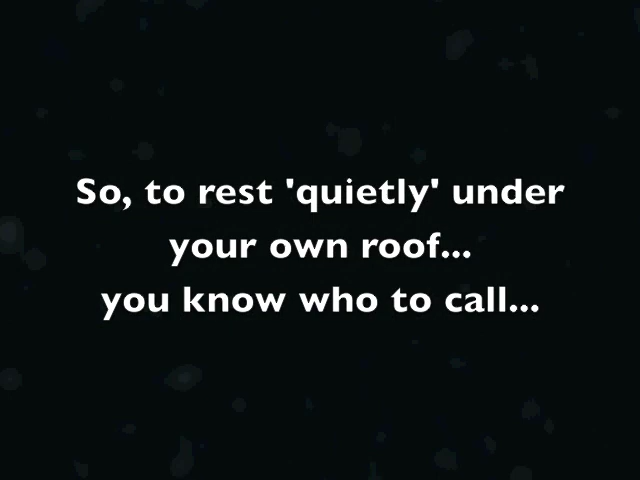 So, to rest 'quietly' under
your own roof...
you know who to call...